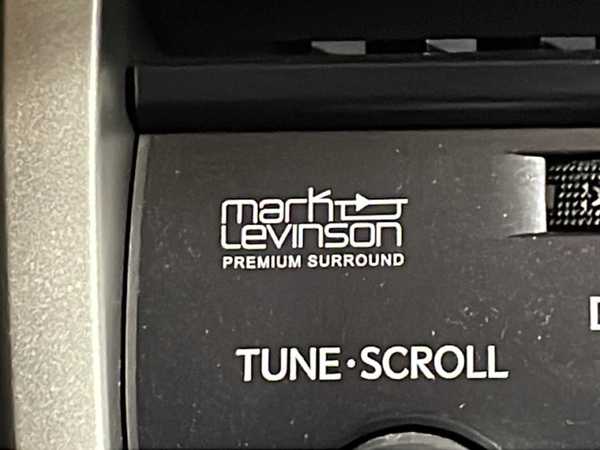 mark
Levinson
PREMIUM SURROUND
TUNE·SCROLL